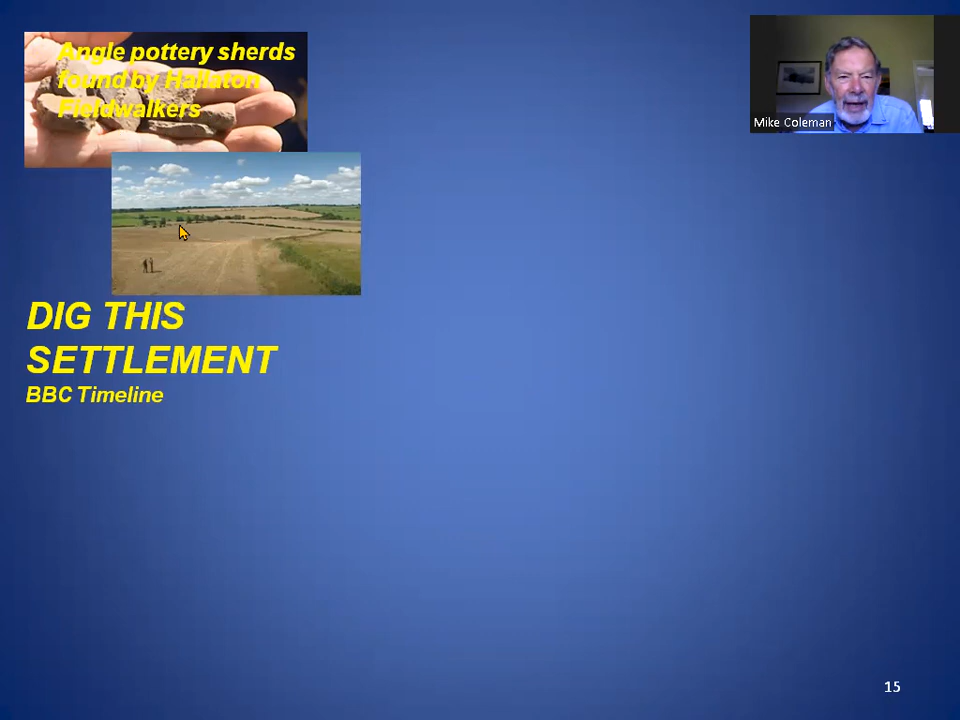 Angle pottery sherds
found by Hallaton
Fieldwalkers
Mike Coleman
DIG THIS
SETTLEMENT
BBC Timeline
15